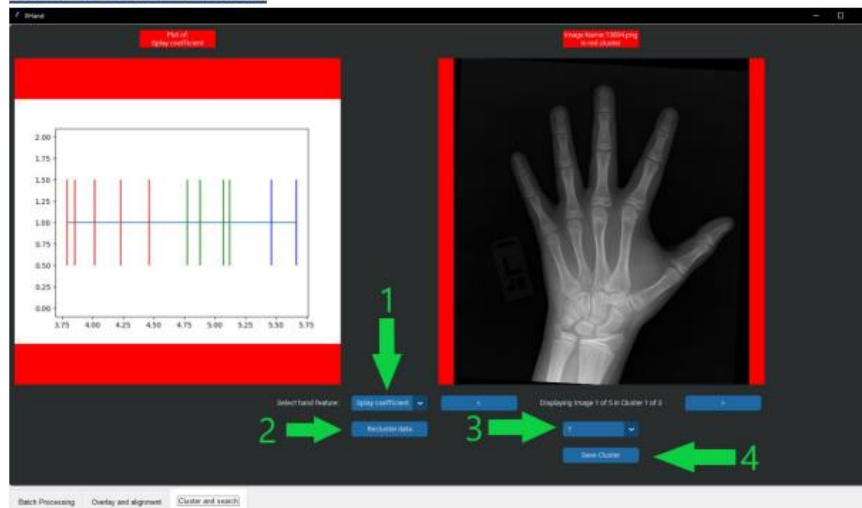 XHand
Plot of:
Splay coefficient
Image Name:13694.png
in red cluster
2.00
1.75
1.50
1.25
1.00
0.75
0.50
0.25
0.00
3.75 4.00 4.25 4.50 4.75 5.00 5.25 5.50 5.75
1
Select hand feature: Splay coefficient < Displaying Image 1 of 5 in Cluster 1 of 3 >
2 Recluster data 3 1
Save Cluster 4
Batch Processing Overlay and alignment Cluster and search